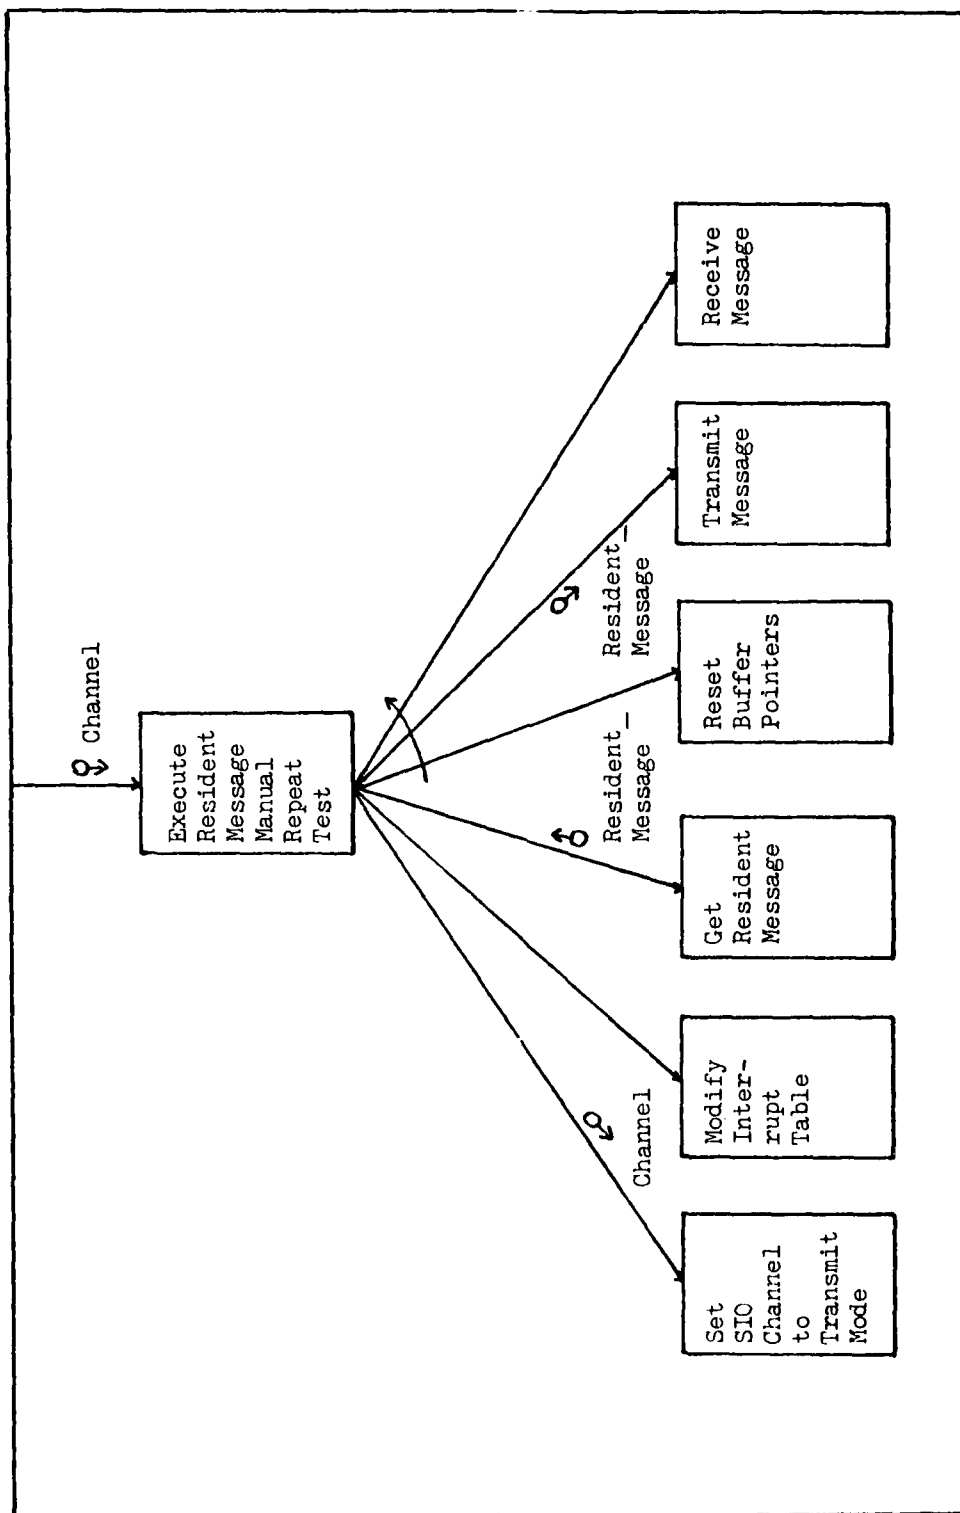 Channel
Execute
Resident
Message
Manual
Repeat
Test
Channel
Resident_
Message
Resident_
Message
Set
SIO
Channel
to
Transmit
Mode
Modify
Inter-
rupt
Table
Get
Resident
Message
Reset
Buffer
Pointers
Transmit
Message
Receive
Message